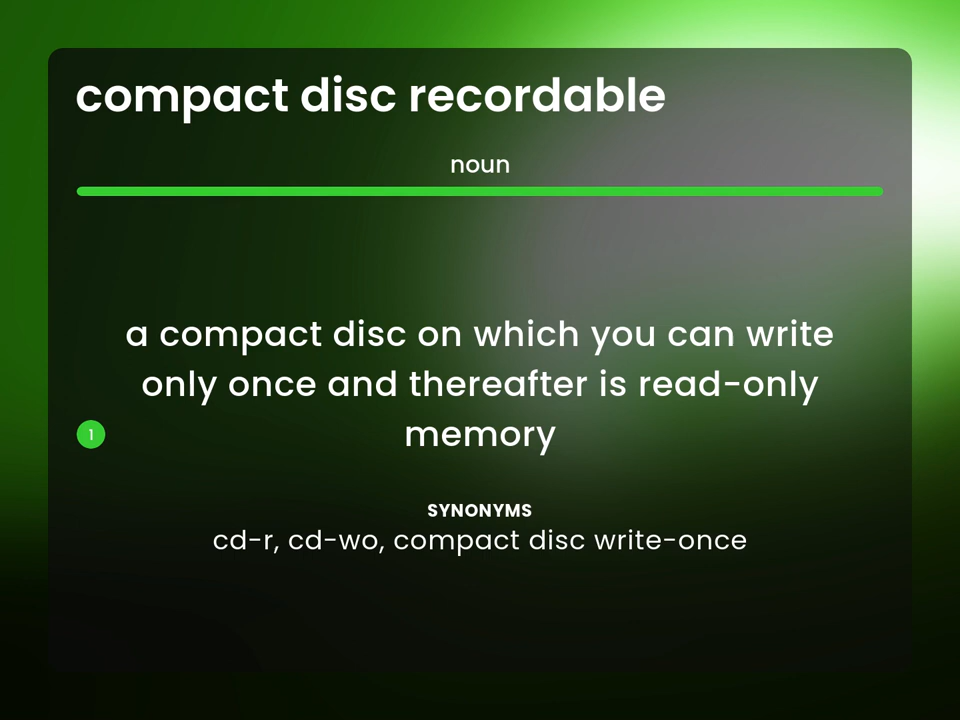 compact disc recordable
noun
a compact disc on which you can write
only once and thereafter is read-only
memory
1
SYNONYMS
cd-r, cd-wo, compact disc write-once